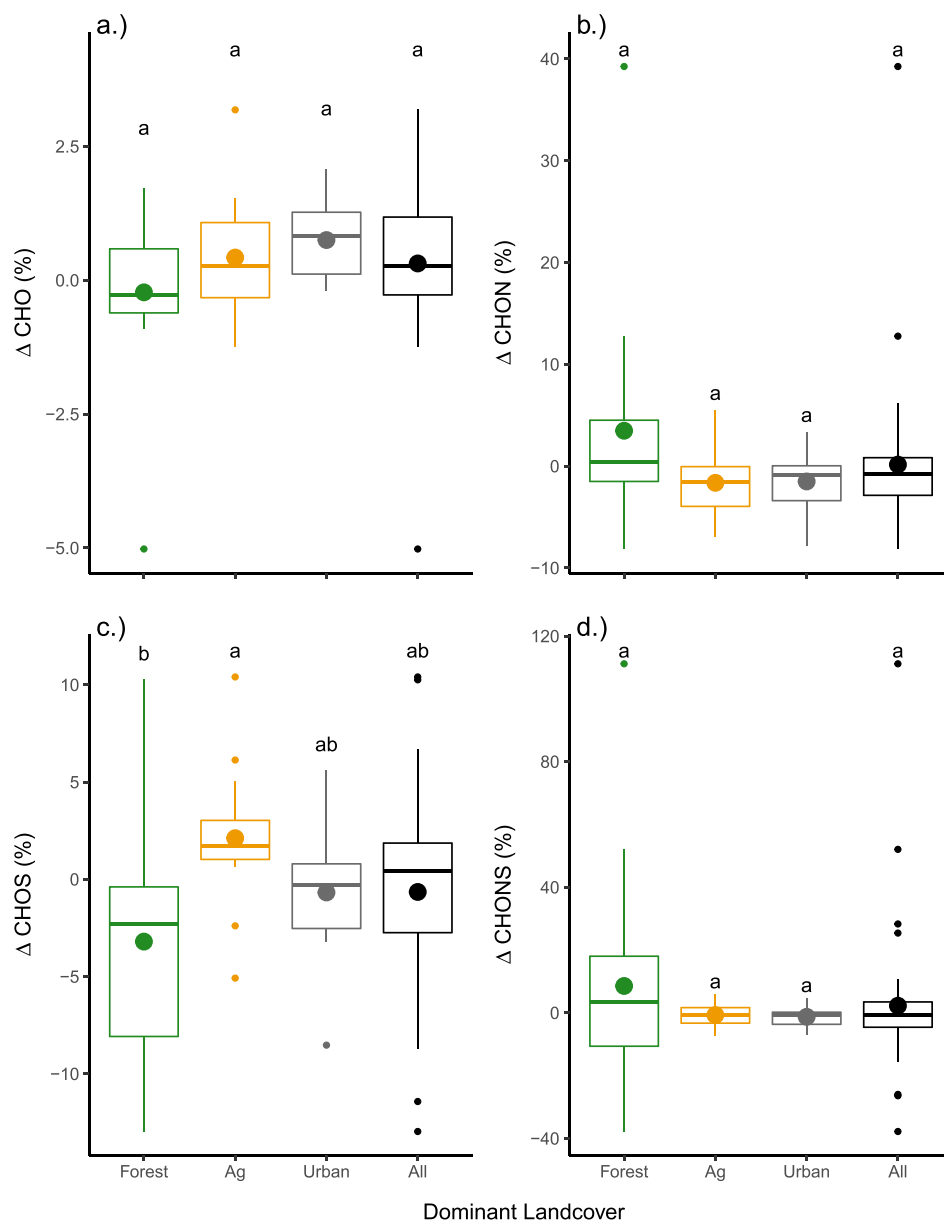 a.)
a
a
a
a
2.5
0.0
−2.5
−5.0
Δ CHO (%)
b.)
a
a
a
a
40
30
20
10
0
−10
Δ CHON (%)
c.)
b
a
ab
ab
10
5
0
−5
−10
Δ CHOS (%)
Forest Ag Urban All
d.)
a
a
a
a
120
80
40
0
−40
Δ CHONS (%)
Forest Ag Urban All
Dominant Landcover